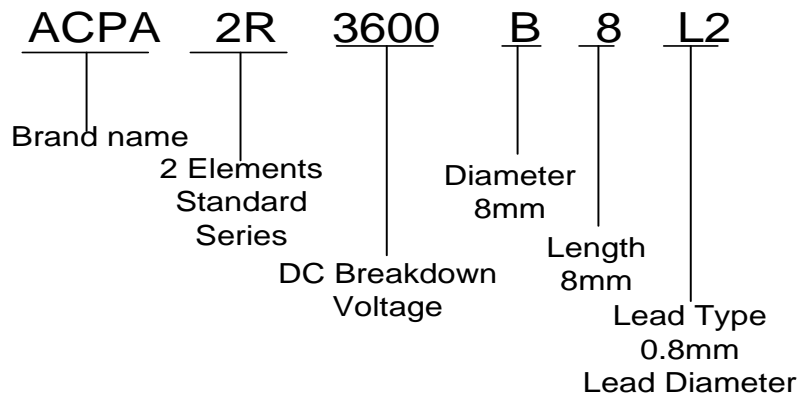 ACPA 2R 3600 B 8 L2
Brand name
2 Elements
Standard
Series
DC Breakdown
Voltage
Diameter
8mm
Length
8mm
Lead Type
0.8mm
Lead Diameter